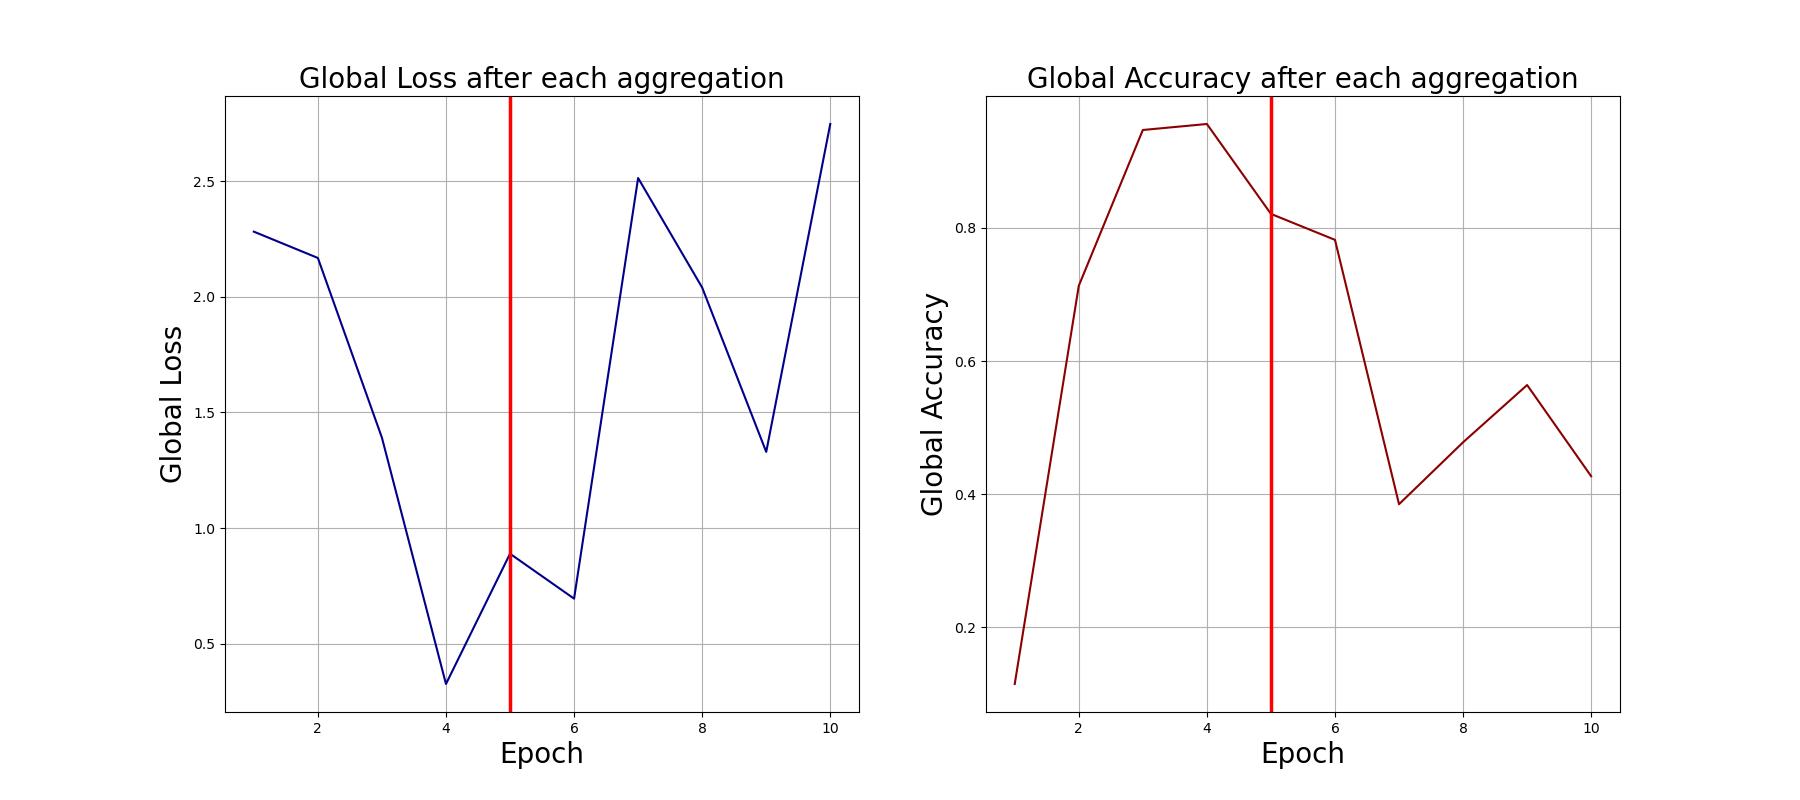 Global Loss after each aggregation
Global Loss
2.5
2.0
1.5
1.0
0.5
2 4 6 8 10
Epoch
Global Accuracy after each aggregation
Global Accuracy
0.8
0.6
0.4
0.2
2 4 6 8 10
Epoch